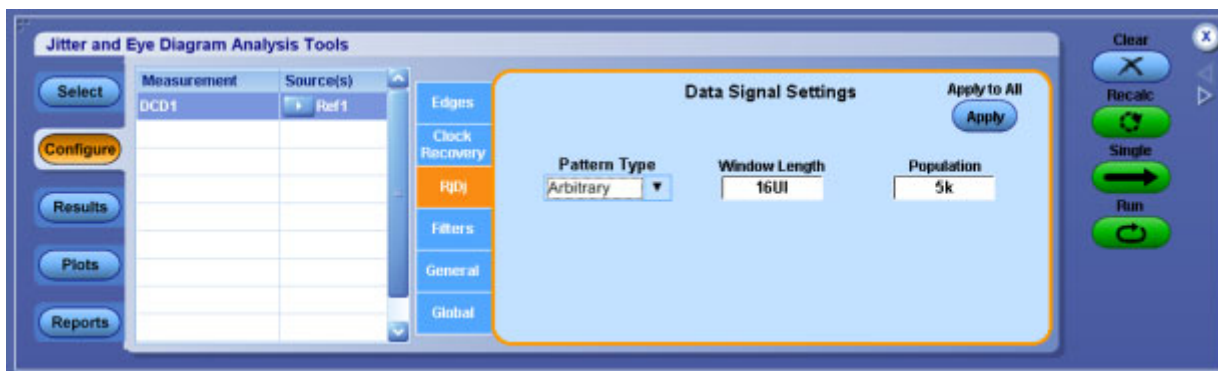 Jitter and Eye Diagram Analysis Tools
Select
Configure
Results
Plots
Reports
Measurement Source(s)
DCD1 Ref1
Edges
Clock
Recovery
RjDj
Filters
General
Global
Data Signal Settings
Apply to All
Apply
Pattern Type Window Length Population
Arbitrary 16UI 5k
Clear
X
Recalc
Single
Run